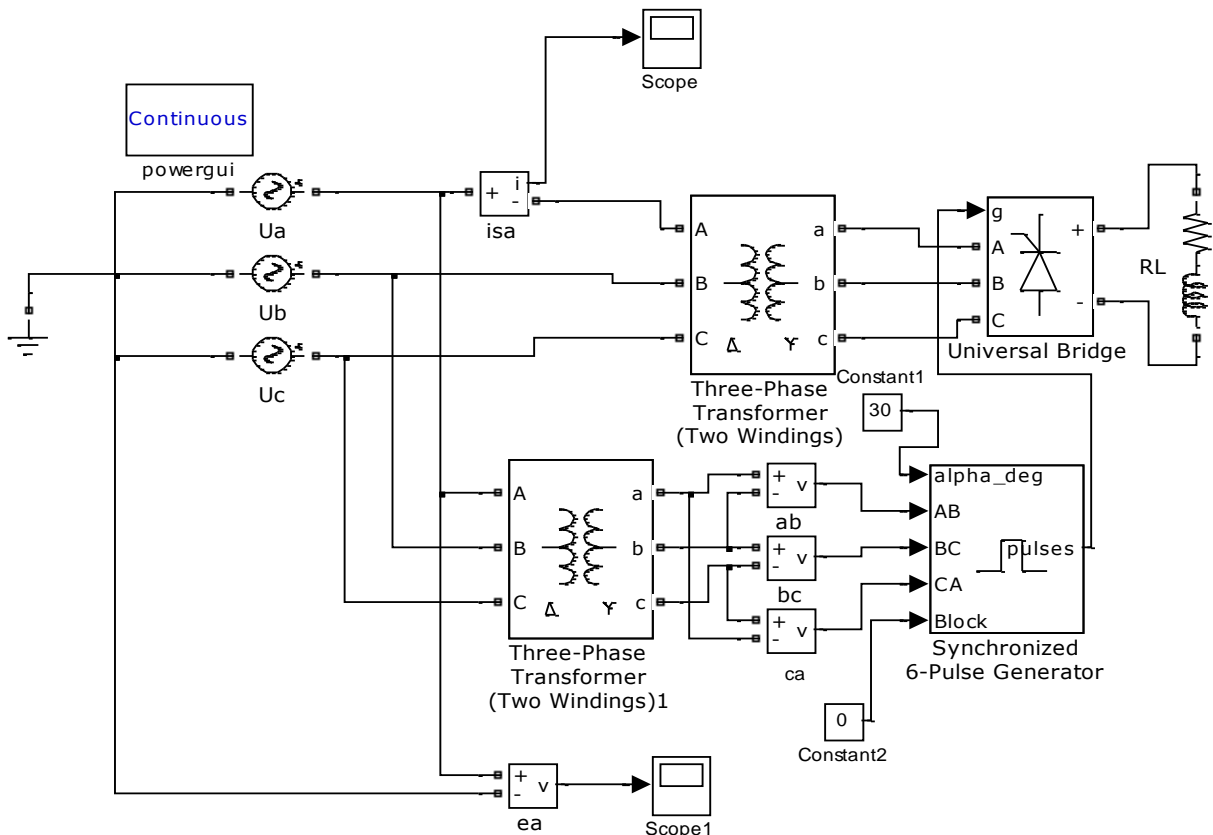 Scope
Continuous
powergui
Ua
+
i
-
isa
Ub
Uc
A
B
C
a
b
c
Δ
Y
Three-Phase
Transformer
(Two Windings)
g
A
B
C
+
-
Universal Bridge
RL
Constant1
30
A
B
C
a
b
c
Δ
Y
Three-Phase
Transformer
(Two Windings)1
+
-
v
ab
+
-
v
bc
+
-
v
ca
alpha_deg
AB
BC
CA
Block
pulses
Synchronized
6-Pulse Generator
0
Constant2
+
-
v
ea
Scope1